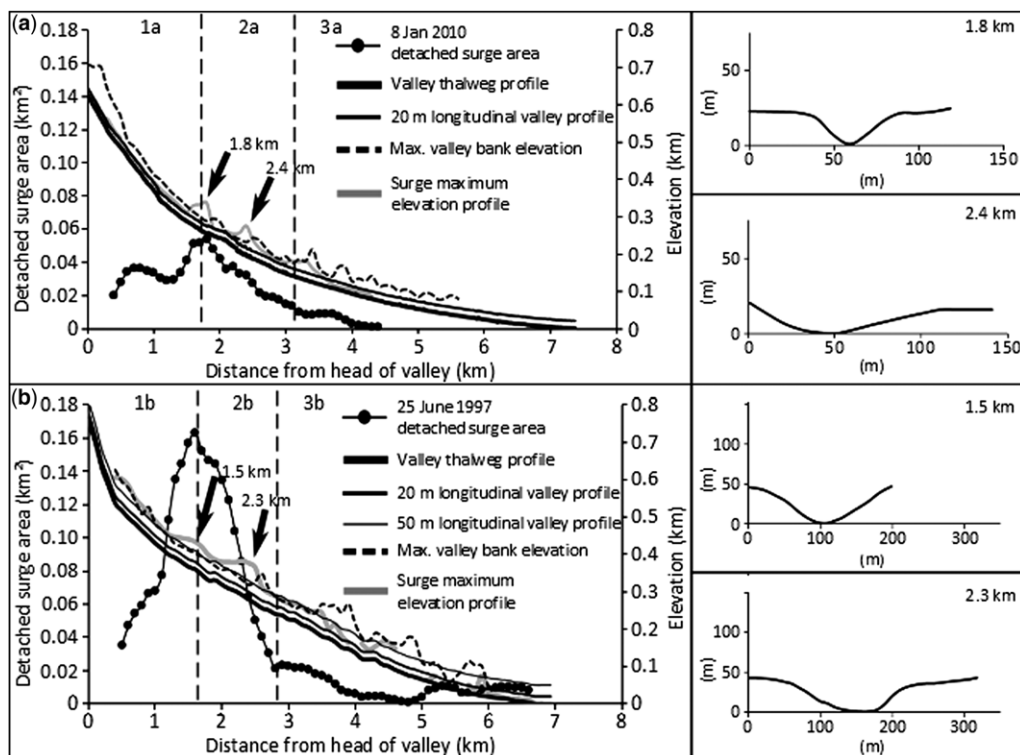 (a)
1a
2a
3a
8 Jan 2010
detached surge area
Valley thalweg profile
20 m longitudinal valley profile
Max. valley bank elevation
Surge maximum
elevation profile
1.8 km
2.4 km
Detached surge area (km²)
0.18
0.16
0.14
0.12
0.10
0.08
0.06
0.04
0.02
0
Elevation (km)
0.8
0.7
0.6
0.5
0.4
0.3
0.2
0.1
0
0 1 2 3 4 5 6 7 8
Distance from head of valley (km)
1.8 km
(m)
50
0
0 50 100 150
(m)
2.4 km
(m)
50
0
0 50 100 150
(m)
(b)
1b
2b
3b
25 June 1997
detached surge area
Valley thalweg profile
20 m longitudinal valley profile
50 m longitudinal valley profile
Max. valley bank elevation
Surge maximum
elevation profile
1.5 km
2.3 km
Detached surge area (km²)
0.18
0.16
0.14
0.12
0.10
0.08
0.06
0.04
0.02
0
Elevation (km)
0.8
0.7
0.6
0.5
0.4
0.3
0.2
0.1
0
0 1 2 3 4 5 6 7 8
Distance from head of valley (km)
1.5 km
(m)
150
100
50
0
0 100 200 300
(m)
2.3 km
(m)
100
50
0
0 100 200 300
(m)